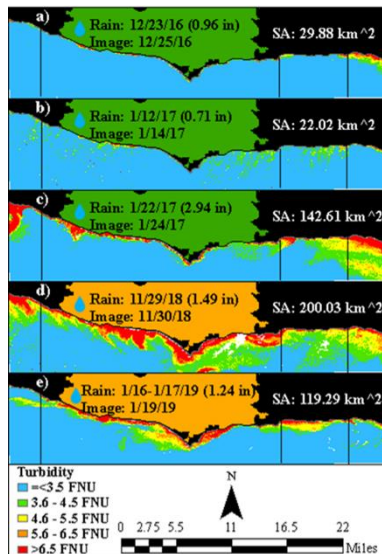 a)
Rain: 12/23/16 (0.96 in)
Image: 12/25/16
SA: 29.88 km^2
b)
Rain: 1/12/17 (0.71 in)
Image: 1/14/17
SA: 22.02 km^2
c)
Rain: 1/22/17 (2.94 in)
Image: 1/24/17
SA: 142.61 km^2
d)
Rain: 11/29/18 (1.49 in)
Image: 11/30/18
SA: 200.03 km^2
e)
Rain: 1/16-1/17/19 (1.24 in)
Image: 1/19/19
SA: 119.29 km^2
Turbidity
=<3.5 FNU
3.6 - 4.5 FNU
4.6 - 5.5 FNU
5.6 - 6.5 FNU
>6.5 FNU
N
0 2.75 5.5 11 16.5 22
Miles